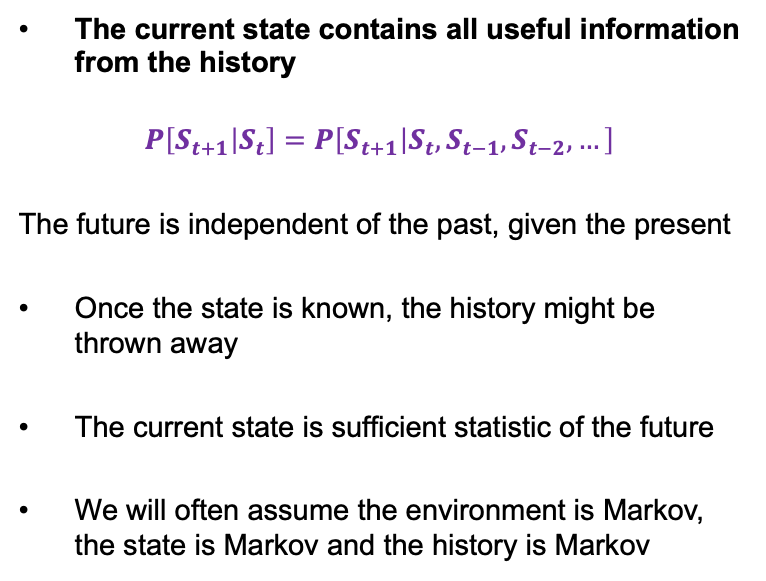 • The current state contains all useful information
from the history
P[Sₜ₊₁|Sₜ] = P[Sₜ₊₁|Sₜ, Sₜ₋₁, Sₜ₋₂, ... ]
The future is independent of the past, given the present
• Once the state is known, the history might be
thrown away
• The current state is sufficient statistic of the future
• We will often assume the environment is Markov,
the state is Markov and the history is Markov